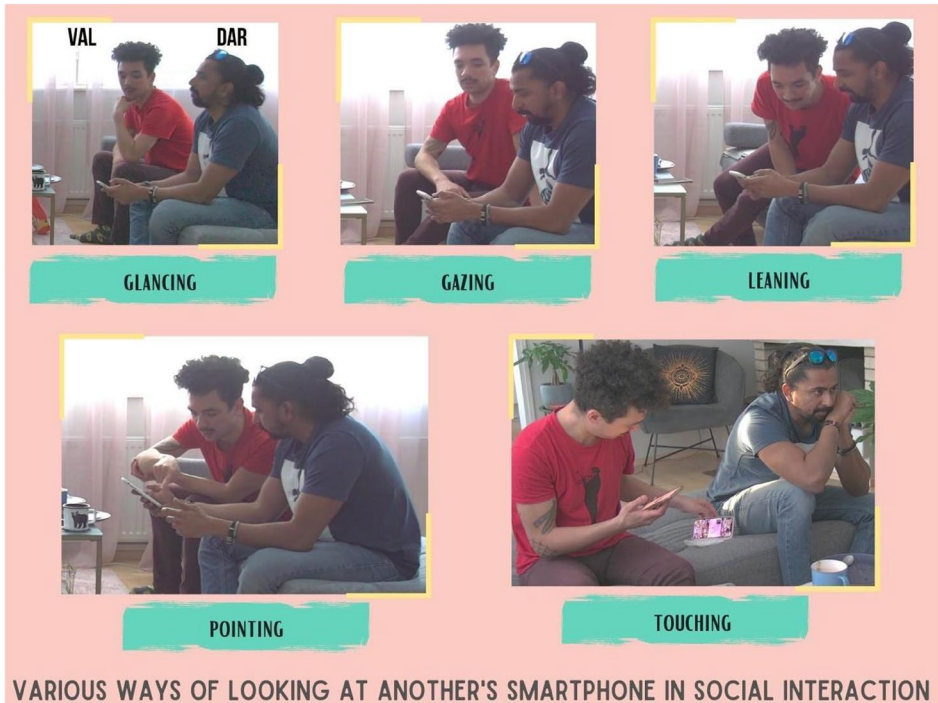 VAL DAR
GLANCING
GAZING
LEANING
POINTING
TOUCHING
VARIOUS WAYS OF LOOKING AT ANOTHER'S SMARTPHONE IN SOCIAL INTERACTION